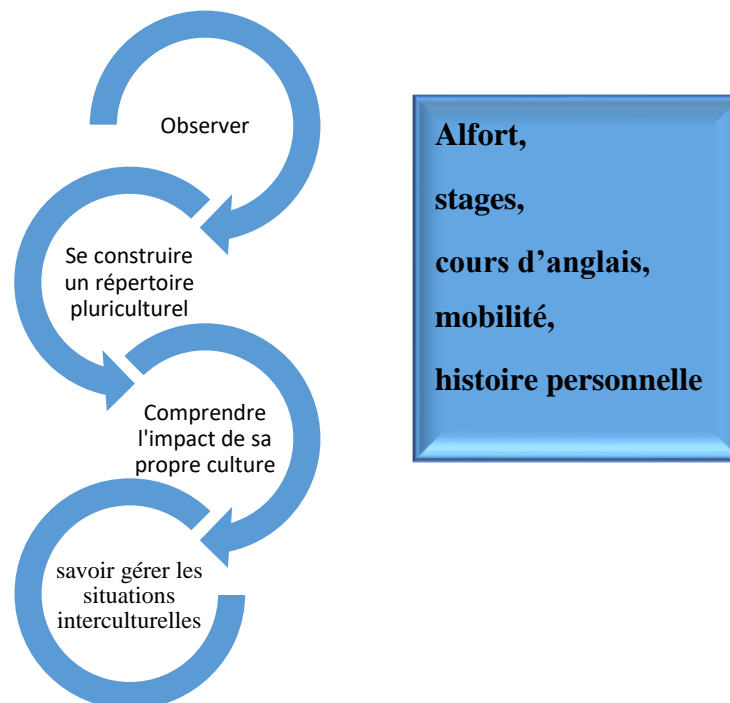 Observer
Se construire
un répertoire
pluriculturel
Comprendre
l'impact de sa
propre culture
savoir gérer les
situations
interculturelles
Alfort,
stages,
cours d’anglais,
mobilité,
histoire personnelle